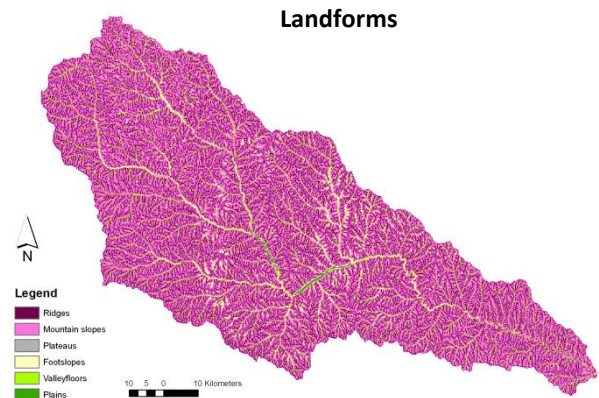 Landforms
N
Legend
Ridges
Mountain slopes
Plateaus
Footslopes
Valleyfloors
Plains
10 5 0 10 Kilometers